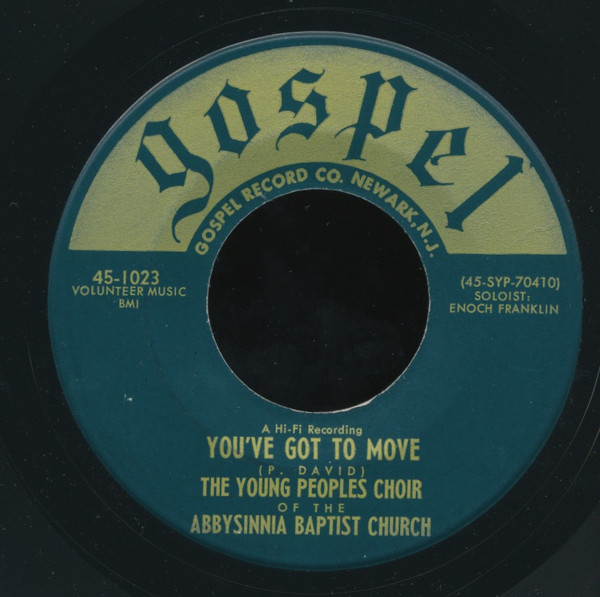 gospel
GOSPEL RECORD CO. NEWARK, N.J.
45-1023
VOLUNTEER MUSIC
BMI
(45-SYP-70410)
SOLOIST:
ENOCH FRANKLIN
A Hi-Fi Recording
YOU'VE GOT TO MOVE
(P. DAVID)
THE YOUNG PEOPLES CHOIR
OF THE
ABBYSINNIA BAPTIST CHURCH